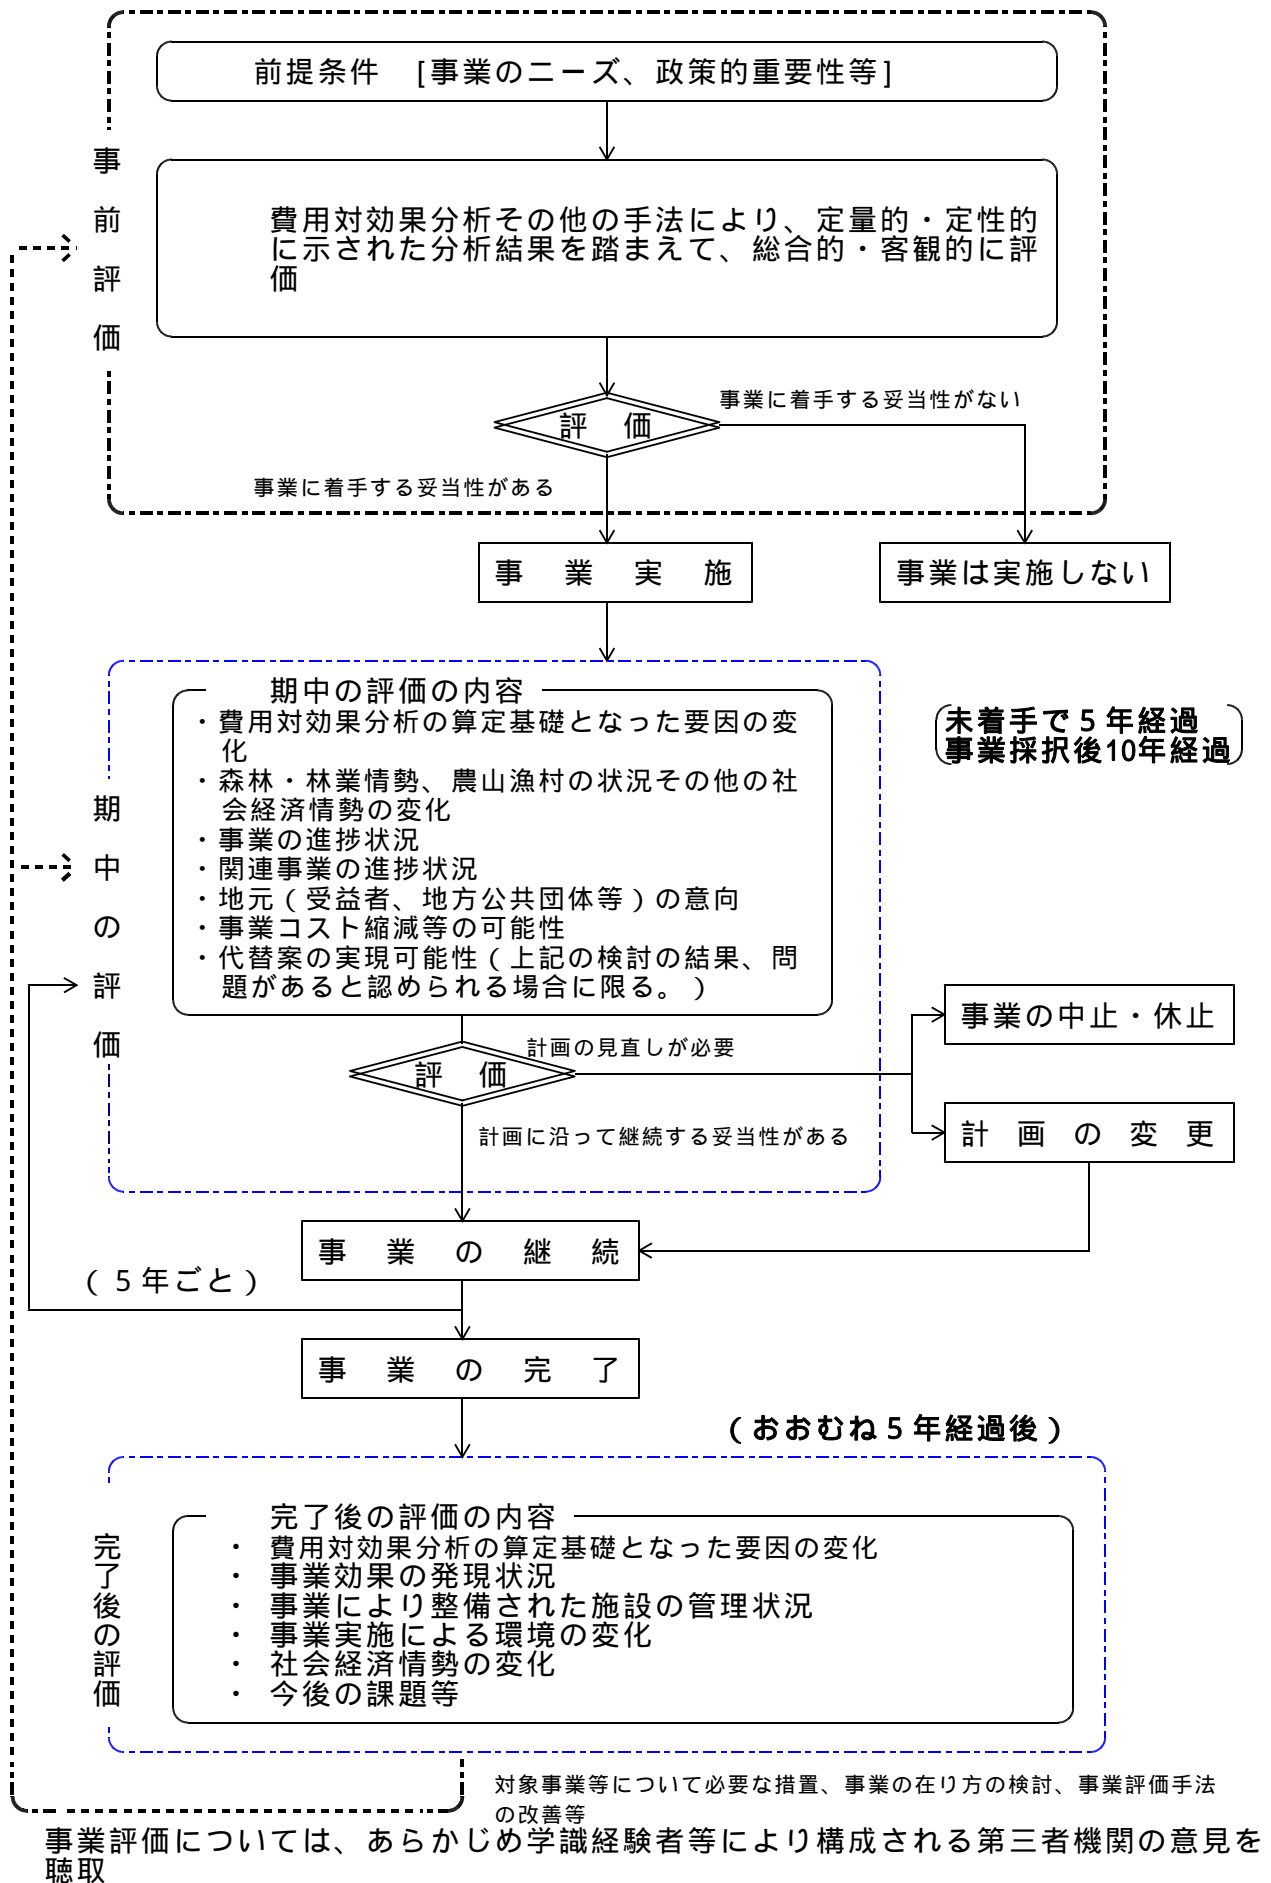 前提条件　[事業のニーズ、政策的重要性等]
事前評価
費用対効果分析その他の手法により、定量的・定性的
に示された分析結果を踏まえて、総合的・客観的に評
価
事業に着手する妥当性がない
評　価
事業に着手する妥当性がある
事　業　実　施
事業は実施しない
期中の評価
期中の評価の内容
・費用対効果分析の算定基礎となった要因の変
化
・森林・林業情勢、農山漁村の状況その他の社
会経済情勢の変化
・事業の進捗状況
・関連事業の進捗状況
・地元（受益者、地方公共団体等）の意向
・事業コスト縮減等の可能性
・代替案の実現可能性（上記の検討の結果、問
題があると認められる場合に限る。）
未着手で５年経過
事業採択後10年経過
計画の見直しが必要
評　価
事業の中止・休止
計画に沿って継続する妥当性がある
計　画　の　変　更
事　業　の　継　続
（５年ごと）
事　業　の　完　了
（おおむね５年経過後）
完了後の評価
完了後の評価の内容
・　費用対効果分析の算定基礎となった要因の変化
・　事業効果の発現状況
・　事業により整備された施設の管理状況
・　事業実施による環境の変化
・　社会経済情勢の変化
・　今後の課題等
対象事業等について必要な措置、事業の在り方の検討、事業評価手法
の改善等
事業評価については、あらかじめ学識経験者等により構成される第三者機関の意見を
聴取